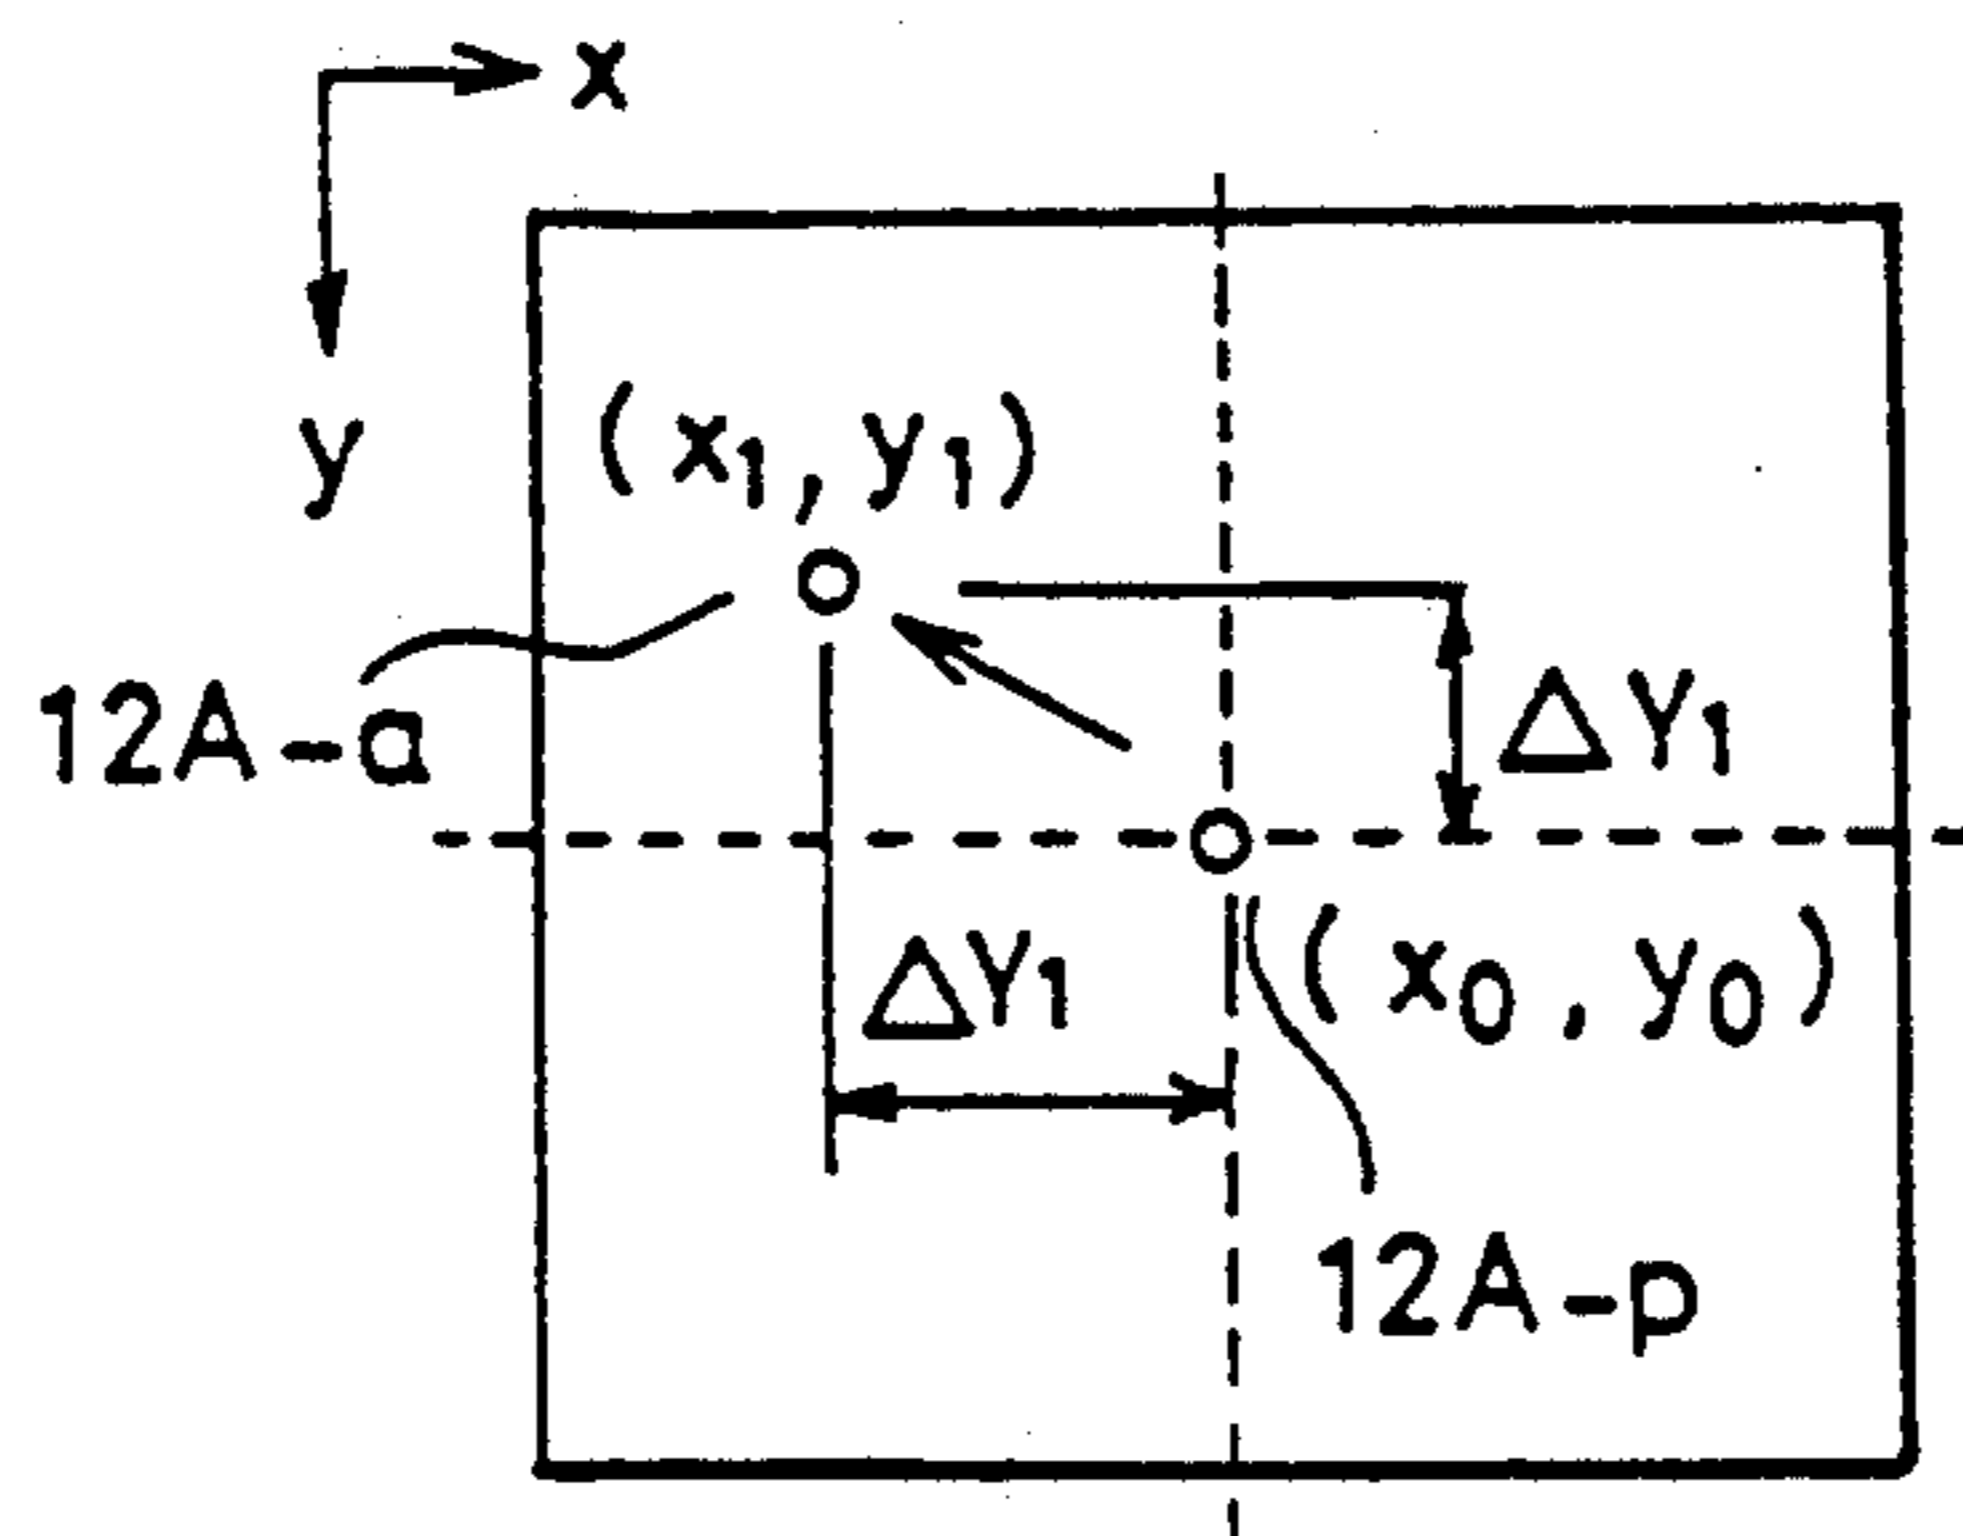 x
y
(x₁, y₁)
12A-a
ΔY₁
ΔY₁
(x₀, y₀)
12A-p